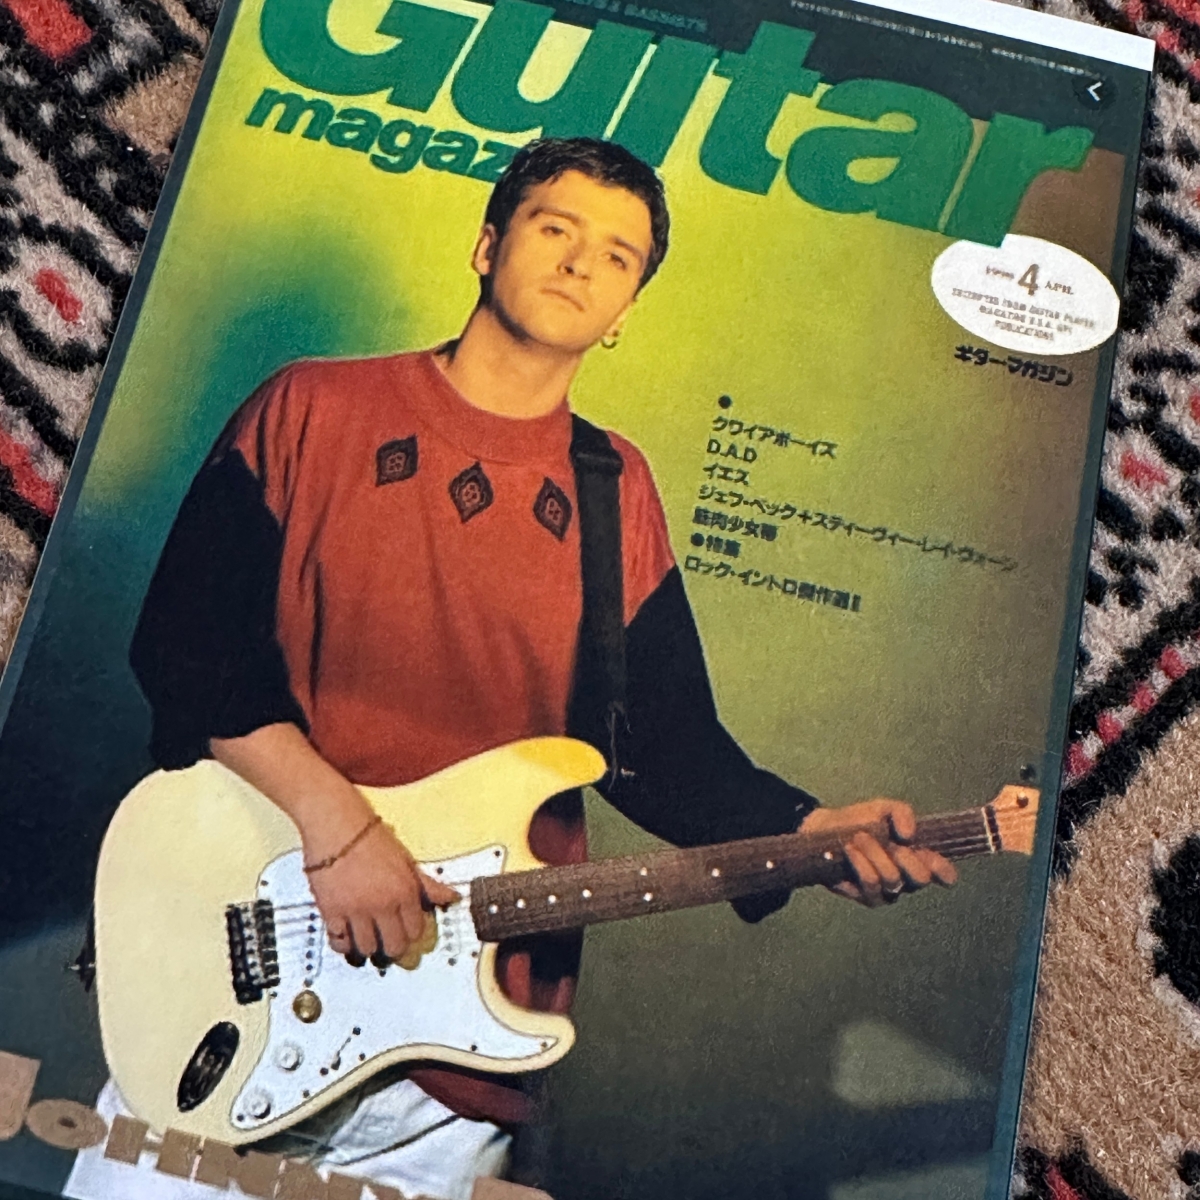 Guitar
magaz
4 APRIL
EXCERPTED FROM GUITAR PLAYER
MAGAZINE U.S.A. GPI
PUBLICATIONS
ギター・マガジン
●
クワイアボーイズ
D.A.D
イエス
ジェフ・ベック+スティーヴィー・レイ・ヴォーン
筋肉少女帯
●特集
ロック・イントロ傑作選!!
JOHNN